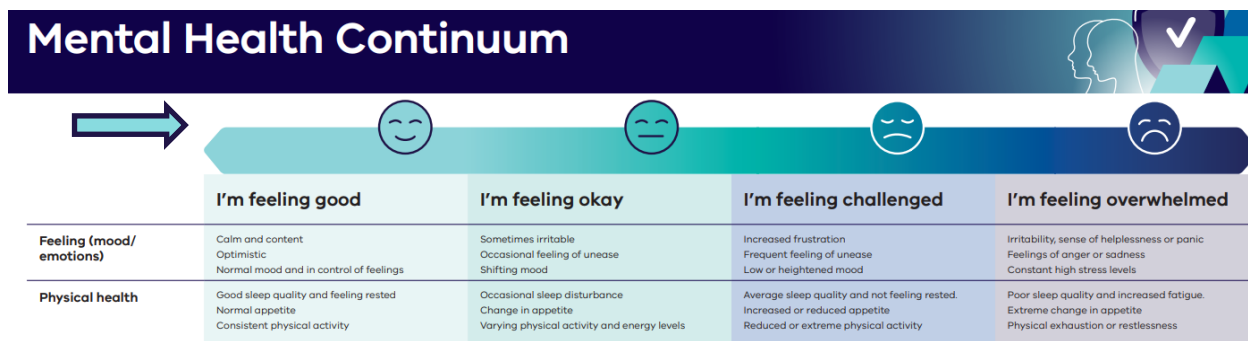 Mental Health Continuum
I'm feeling good
I'm feeling okay
I'm feeling challenged
I'm feeling overwhelmed
Feeling (mood/
emotions)
Calm and content
Optimistic
Normal mood and in control of feelings
Sometimes irritable
Occasional feeling of unease
Shifting mood
Increased frustration
Frequent feeling of unease
Low or heightened mood
Irritability, sense of helplessness or panic
Feelings of anger or sadness
Constant high stress levels
Physical health
Good sleep quality and feeling rested
Normal appetite
Consistent physical activity
Occasional sleep disturbance
Change in appetite
Varying physical activity and energy levels
Average sleep quality and not feeling rested.
Increased or reduced appetite
Reduced or extreme physical activity
Poor sleep quality and increased fatigue.
Extreme change in appetite
Physical exhaustion or restlessness